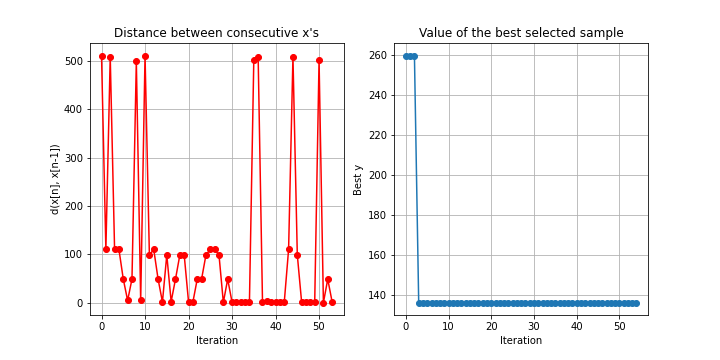 Distance between consecutive x's
d(x[n], x[n-1])
500
400
300
200
100
0
0 10 20 30 40 50
Iteration
Value of the best selected sample
Best y
260
240
220
200
180
160
140
0 10 20 30 40 50
Iteration